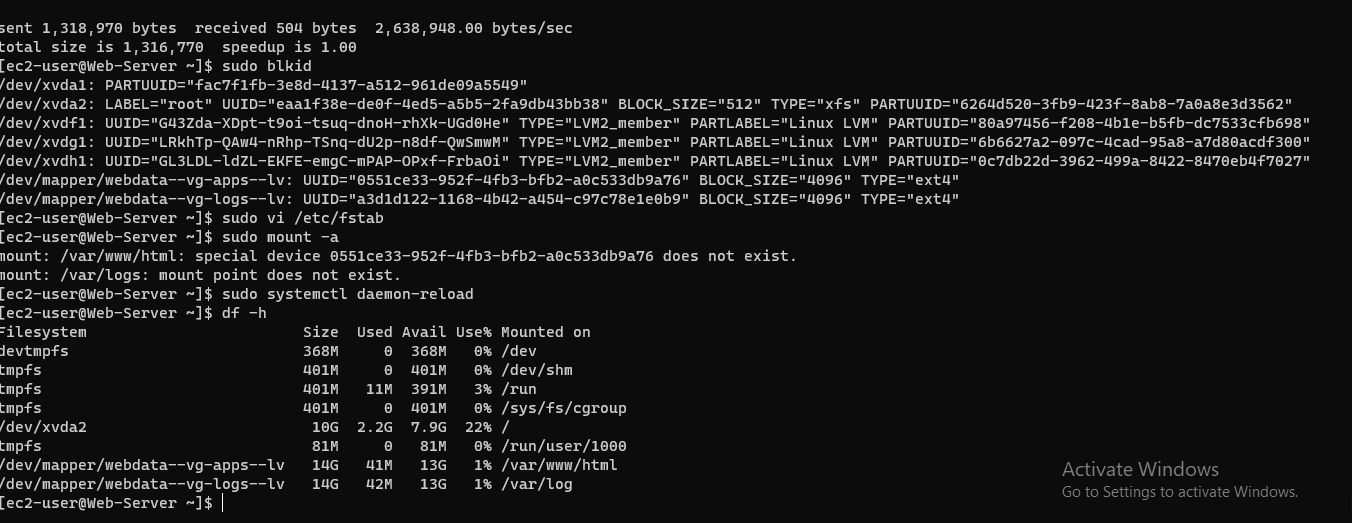 sent 1,318,970 bytes  received 504 bytes  2,638,948.00 bytes/sec
total size is 1,316,770  speedup is 1.00
[ec2-user@Web-Server ~]$ sudo blkid
/dev/xvda1: PARTUUID="fac7f1fb-3e8d-4137-a512-961de09a5549"
/dev/xvda2: LABEL="root" UUID="eaa1f38e-de0f-4ed5-a5b5-2fa9db43bb38" BLOCK_SIZE="512" TYPE="xfs" PARTUUID="6264d520-3fb9-423f-8ab8-7a0a8e3d3562"
/dev/xvdf1: UUID="G43Zda-XDpt-t9oi-tsuq-dnoH-rhXk-UGd0He" TYPE="LVM2_member" PARTLABEL="Linux LVM" PARTUUID="80a97456-f208-4b1e-b5fb-dc7533cfb698"
/dev/xvdg1: UUID="LRkhTp-QAw4-nRhp-TSnq-dU2p-n8df-QwSmwM" TYPE="LVM2_member" PARTLABEL="Linux LVM" PARTUUID="6b6627a2-097c-4cad-95a8-a7d80acdf300"
/dev/xvdh1: UUID="GL3LDL-ldZL-EKFE-emgC-mPAP-OPxf-FrbaOi" TYPE="LVM2_member" PARTLABEL="Linux LVM" PARTUUID="0c7db22d-3962-499a-8422-8470eb4f7027"
/dev/mapper/webdata--vg-apps--lv: UUID="0551ce33-952f-4fb3-bfb2-a0c533db9a76" BLOCK_SIZE="4096" TYPE="ext4"
/dev/mapper/webdata--vg-logs--lv: UUID="a3d1d122-1168-4b42-a454-c97c78e1e0b9" BLOCK_SIZE="4096" TYPE="ext4"
[ec2-user@Web-Server ~]$ sudo vi /etc/fstab
[ec2-user@Web-Server ~]$ sudo mount -a
mount: /var/www/html: special device 0551ce33-952f-4fb3-bfb2-a0c533db9a76 does not exist.
mount: /var/logs: mount point does not exist.
[ec2-user@Web-Server ~]$ sudo systemctl daemon-reload
[ec2-user@Web-Server ~]$ df -h
Filesystem                        Size  Used Avail Use% Mounted on
devtmpfs                          368M     0  368M   0% /dev
tmpfs                             401M     0  401M   0% /dev/shm
tmpfs                             401M   11M  391M   3% /run
tmpfs                             401M     0  401M   0% /sys/fs/cgroup
/dev/xvda2                         10G  2.2G  7.9G  22% /
tmpfs                              81M     0   81M   0% /run/user/1000
/dev/mapper/webdata--vg-apps--lv  14G   41M   13G   1% /var/www/html
/dev/mapper/webdata--vg-logs--lv  14G   42M   13G   1% /var/log
[ec2-user@Web-Server ~]$
Activate Windows
Go to Settings to activate Windows.